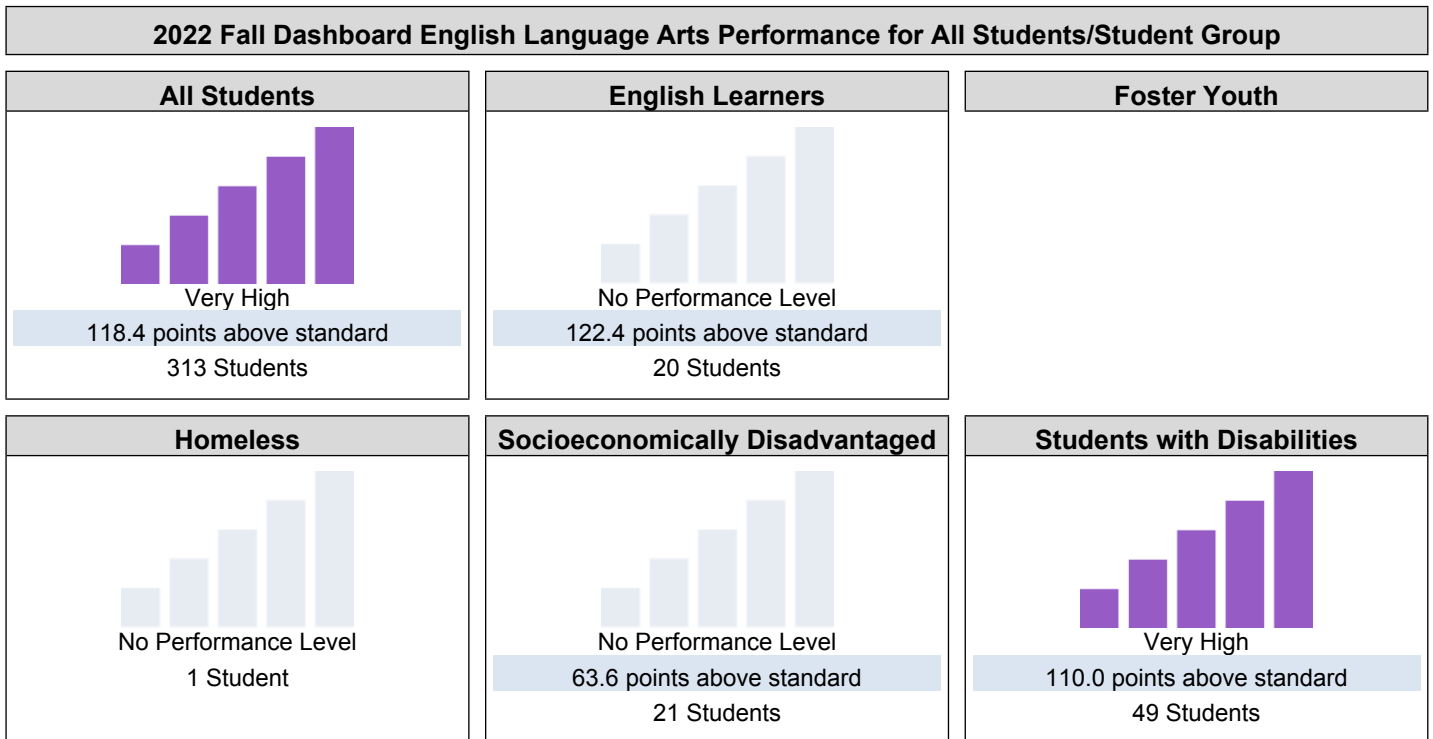 2022 Fall Dashboard English Language Arts Performance for All Students/Student Group
All Students
Very High
118.4 points above standard
313 Students
English Learners
No Performance Level
122.4 points above standard
20 Students
Foster Youth
Homeless
No Performance Level
1 Student
Socioeconomically Disadvantaged
No Performance Level
63.6 points above standard
21 Students
Students with Disabilities
Very High
110.0 points above standard
49 Students